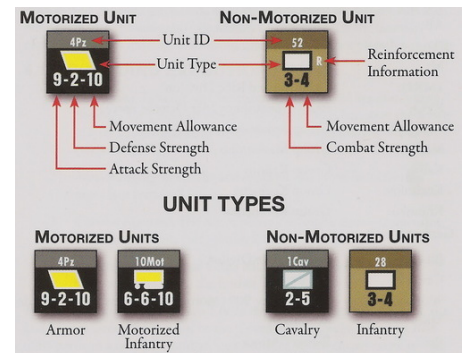 MOTORIZED UNIT
NON-MOTORIZED UNIT
4Pz
Unit ID
52
Unit Type
R
Reinforcement
Information
9-2-10
3-4
Movement Allowance
Defense Strength
Attack Strength
Movement Allowance
Combat Strength
UNIT TYPES
MOTORIZED UNITS
NON-MOTORIZED UNITS
4Pz
10Mot
1Cav
28
9-2-10
6-6-10
2-5
3-4
Armor
Motorized
Infantry
Cavalry
Infantry